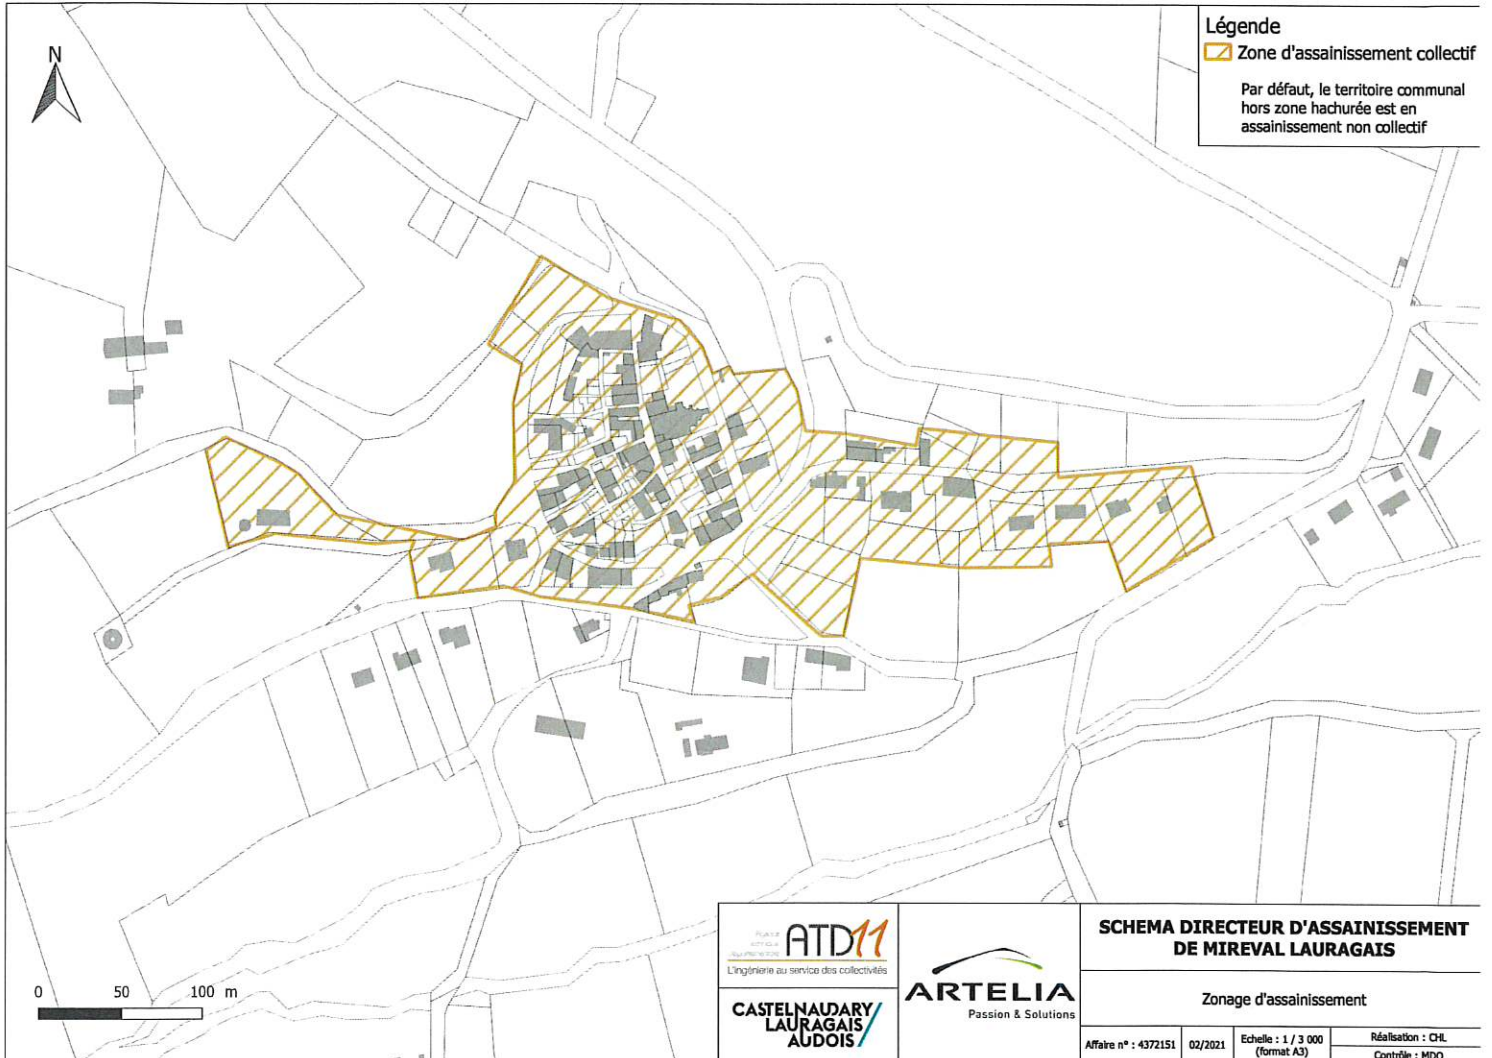 N
Légende
Zone d'assainissement collectif
Par défaut, le territoire communal
hors zone hachurée est en
assainissement non collectif
0 50 100 m
ATD11
L'ingénierie au service des collectivités
CASTELNAUDARY
LAURAGAIS
AUDOIS
ARTELIA
Passion & Solutions
SCHEMA DIRECTEUR D'ASSAINISSEMENT
DE MIREVAL LAURAGAIS
Zonage d'assainissement
Affaire n° : 4372151
02/2021
Echelle : 1 / 3 000
(format A3)
Réalisation : CHL
Contrôle : MDO